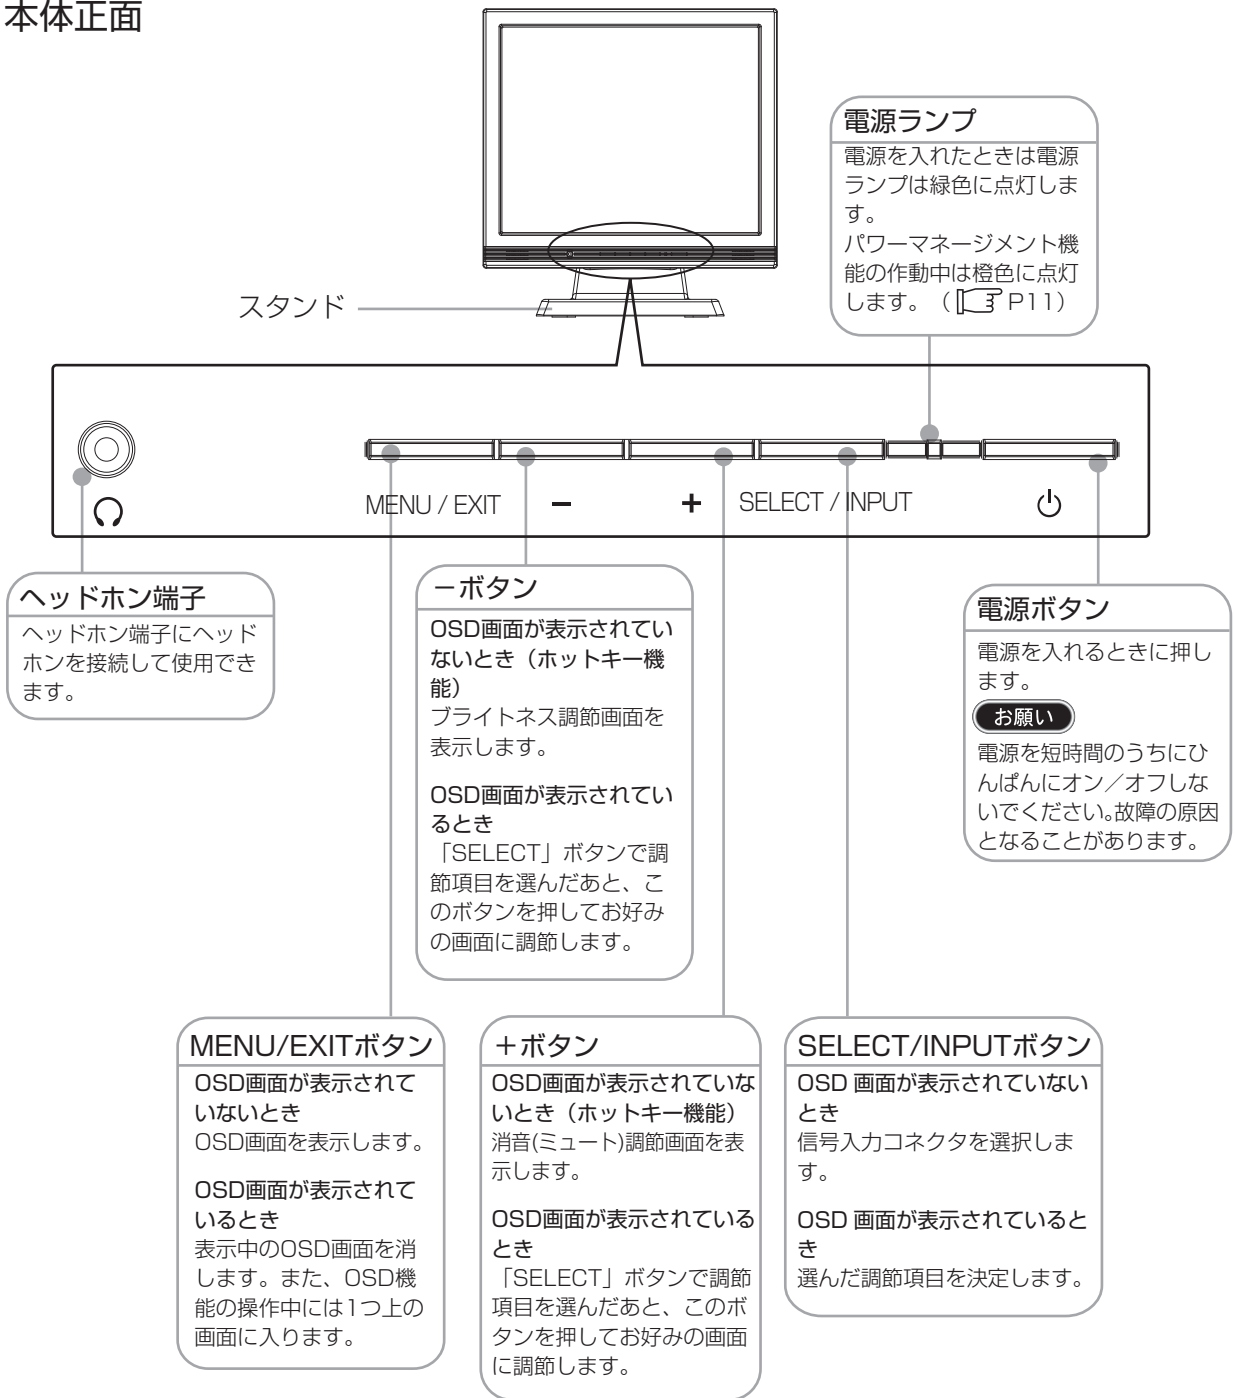 本体正面
電源ランプ
電源を入れたときは電源
ランプは緑色に点灯しま
す。
パワーマネージメント機
能の作動中は橙色に点灯
します。（ P11）
スタンド
MENU / EXIT
−
+
SELECT / INPUT
ヘッドホン端子
ヘッドホン端子にヘッド
ホンを接続して使用でき
ます。
−ボタン
OSD画面が表示されてい
ないとき（ホットキー機
能）
ブライトネス調節画面を
表示します。
OSD画面が表示されてい
るとき
「SELECT」ボタンで調
節項目を選んだあと、こ
のボタンを押してお好み
の画面に調節します。
電源ボタン
電源を入れるときに押し
ます。
お願い
電源を短時間のうちにひ
んぱんにオン／オフしな
いでください。故障の原因
となることがあります。
MENU/EXITボタン
OSD画面が表示されて
いないとき
OSD画面を表示します。
OSD画面が表示されて
いるとき
表示中のOSD画面を消
します。また、OSD機
能の操作中には1つ上の
画面に入ります。
＋ボタン
OSD画面が表示されていな
いとき（ホットキー機能）
消音(ミュート)調節画面を表
示します。
OSD画面が表示されている
とき
「SELECT」ボタンで調節
項目を選んだあと、このボ
タンを押してお好みの画面
に調節します。
SELECT/INPUTボタン
OSD 画面が表示されていない
とき
信号入力コネクタを選択しま
す。
OSD 画面が表示されていると
き
選んだ調節項目を決定します。